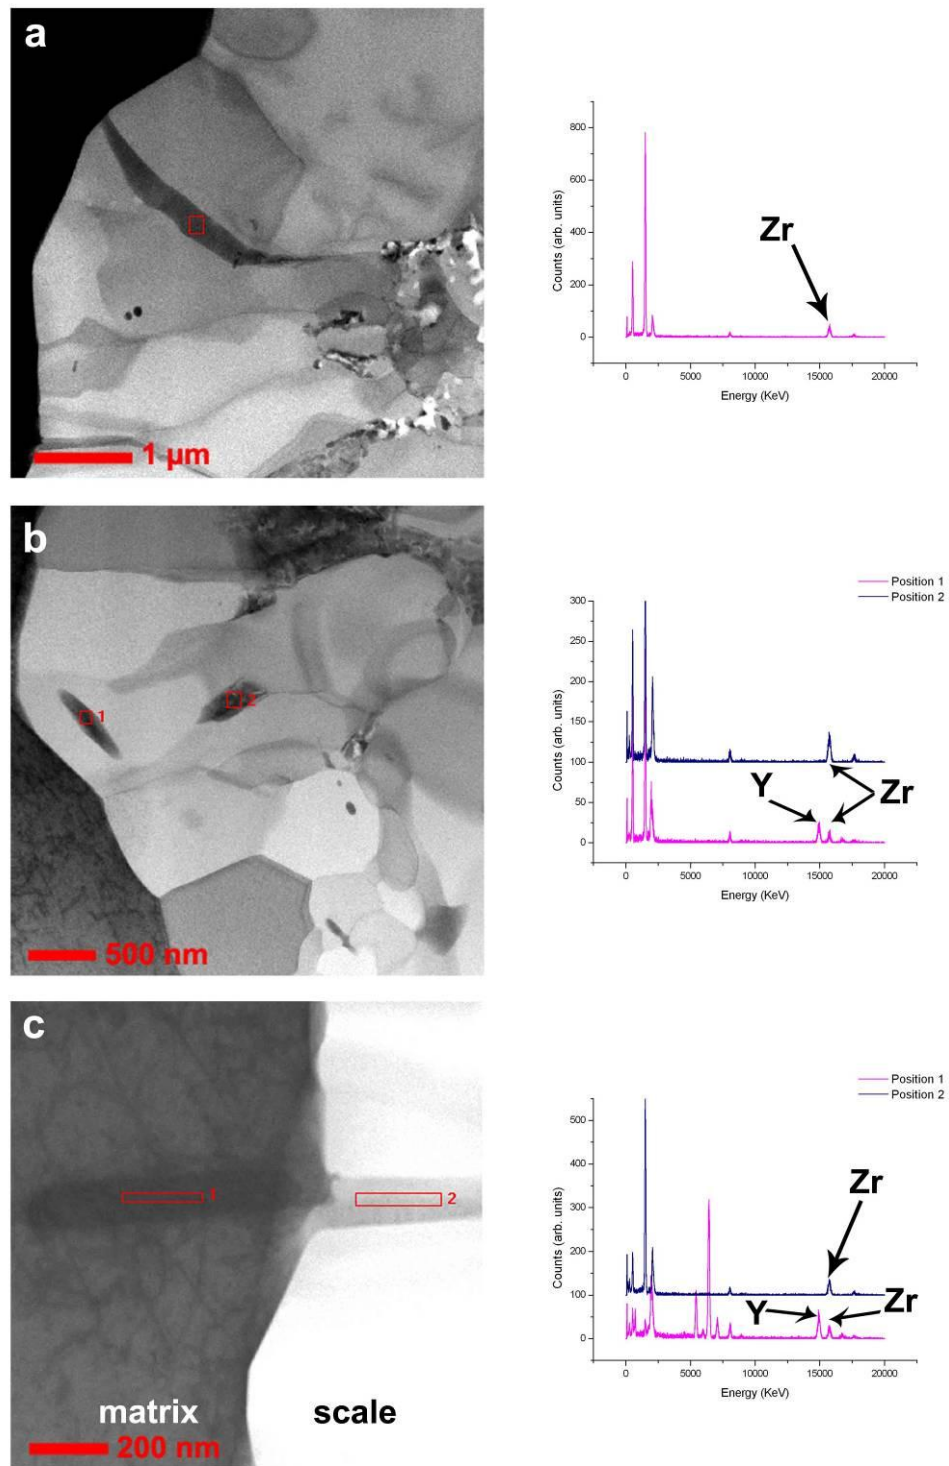 a
1 µm
800
600
400
200
0
Counts (arb. units)
Zr
0 5000 10000 15000 20000
Energy (KeV)
b
1
2
500 nm
Position 1
Position 2
300
250
200
150
100
50
0
Counts (arb. units)
Y
Zr
0 5000 10000 15000 20000
Energy (KeV)
c
1
2
matrix
scale
200 nm
Position 1
Position 2
500
400
300
200
100
0
Counts (arb. units)
Zr
Y
Zr
0 5000 10000 15000 20000
Energy (KeV)